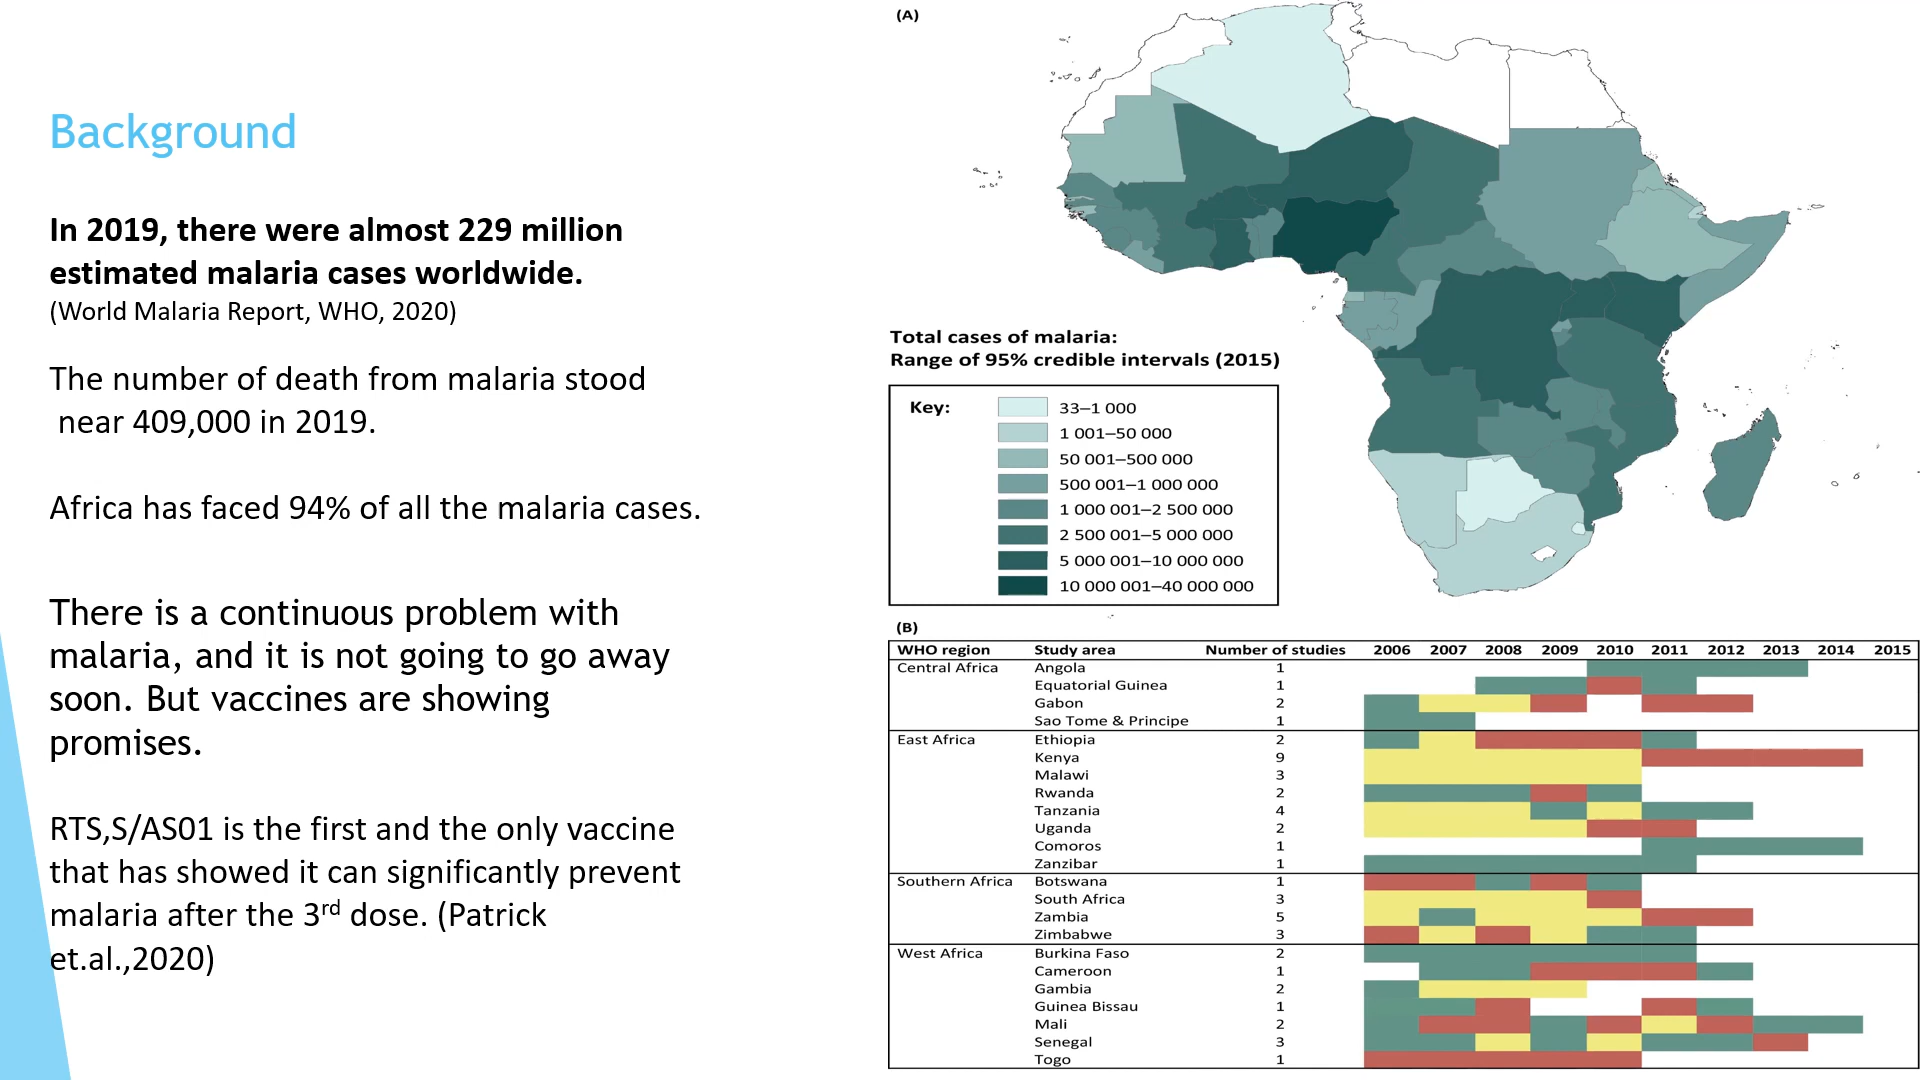 Background
In 2019, there were almost 229 million
estimated malaria cases worldwide.
(World Malaria Report, WHO, 2020)
The number of death from malaria stood
near 409,000 in 2019.
Africa has faced 94% of all the malaria cases.
There is a continuous problem with
malaria, and it is not going to go away
soon. But vaccines are showing
promises.
RTS,S/AS01 is the first and the only vaccine
that has showed it can significantly prevent
malaria after the 3rd dose. (Patrick
et.al.,2020)
(A)
Total cases of malaria:
Range of 95% credible intervals (2015)
Key:
33–1 000
1 001–50 000
50 001–500 000
500 001–1 000 000
1 000 001–2 500 000
2 500 001–5 000 000
5 000 001–10 000 000
10 000 001–40 000 000
(B)
WHO region Study area Number of studies 2006 2007 2008 2009 2010 2011 2012 2013 2014 2015
Central Africa Angola 1
Equatorial Guinea 1
Gabon 2
Sao Tome & Principe 1
East Africa Ethiopia 2
Kenya 9
Malawi 3
Rwanda 2
Tanzania 4
Uganda 2
Comoros 1
Zanzibar 1
Southern Africa Botswana 1
South Africa 3
Zambia 5
Zimbabwe 3
West Africa Burkina Faso 2
Cameroon 1
Gambia 2
Guinea Bissau 1
Mali 2
Senegal 3
Togo 1